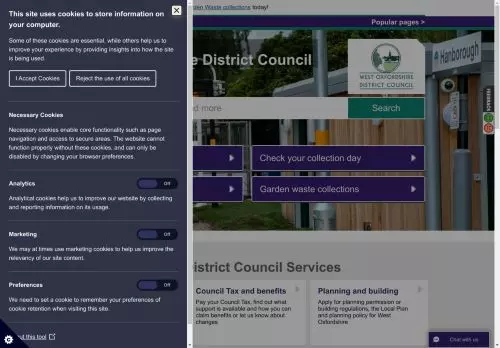 This site uses cookies to store information on
your computer.
Some of these cookies are essential, while others help us to
improve your experience by providing insights into how the site
is being used.
I Accept Cookies
Reject the use of all cookies
Necessary Cookies
Necessary cookies enable core functionality such as page
navigation and access to secure areas. The website cannot
function properly without these cookies, and can only be
disabled by changing your browser preferences.
Analytics
Off
Analytical cookies help us to improve our website by collecting
and reporting information on its usage.
Marketing
Off
We may at times use marketing cookies to help us improve the
relevancy of our site content.
Preferences
Off
We need to set a cookie to remember your preferences of
cookie retention when visiting this site.
this tool
Garden Waste collections today!
Popular pages >
District Council
Hanborough
WEST OXFORDSHIRE
DISTRICT COUNCIL
d more
Search
FEEDBACK
Check your collection day
Garden waste collections
District Council Services
Council Tax and benefits
Pay your Council Tax, find out what
support is available and how you can
claim benefits or let us know about
changes
Planning and building
Apply for planning permission or
building regulations, the Local Plan
and planning policy for West
Oxfordshire
Chat with us